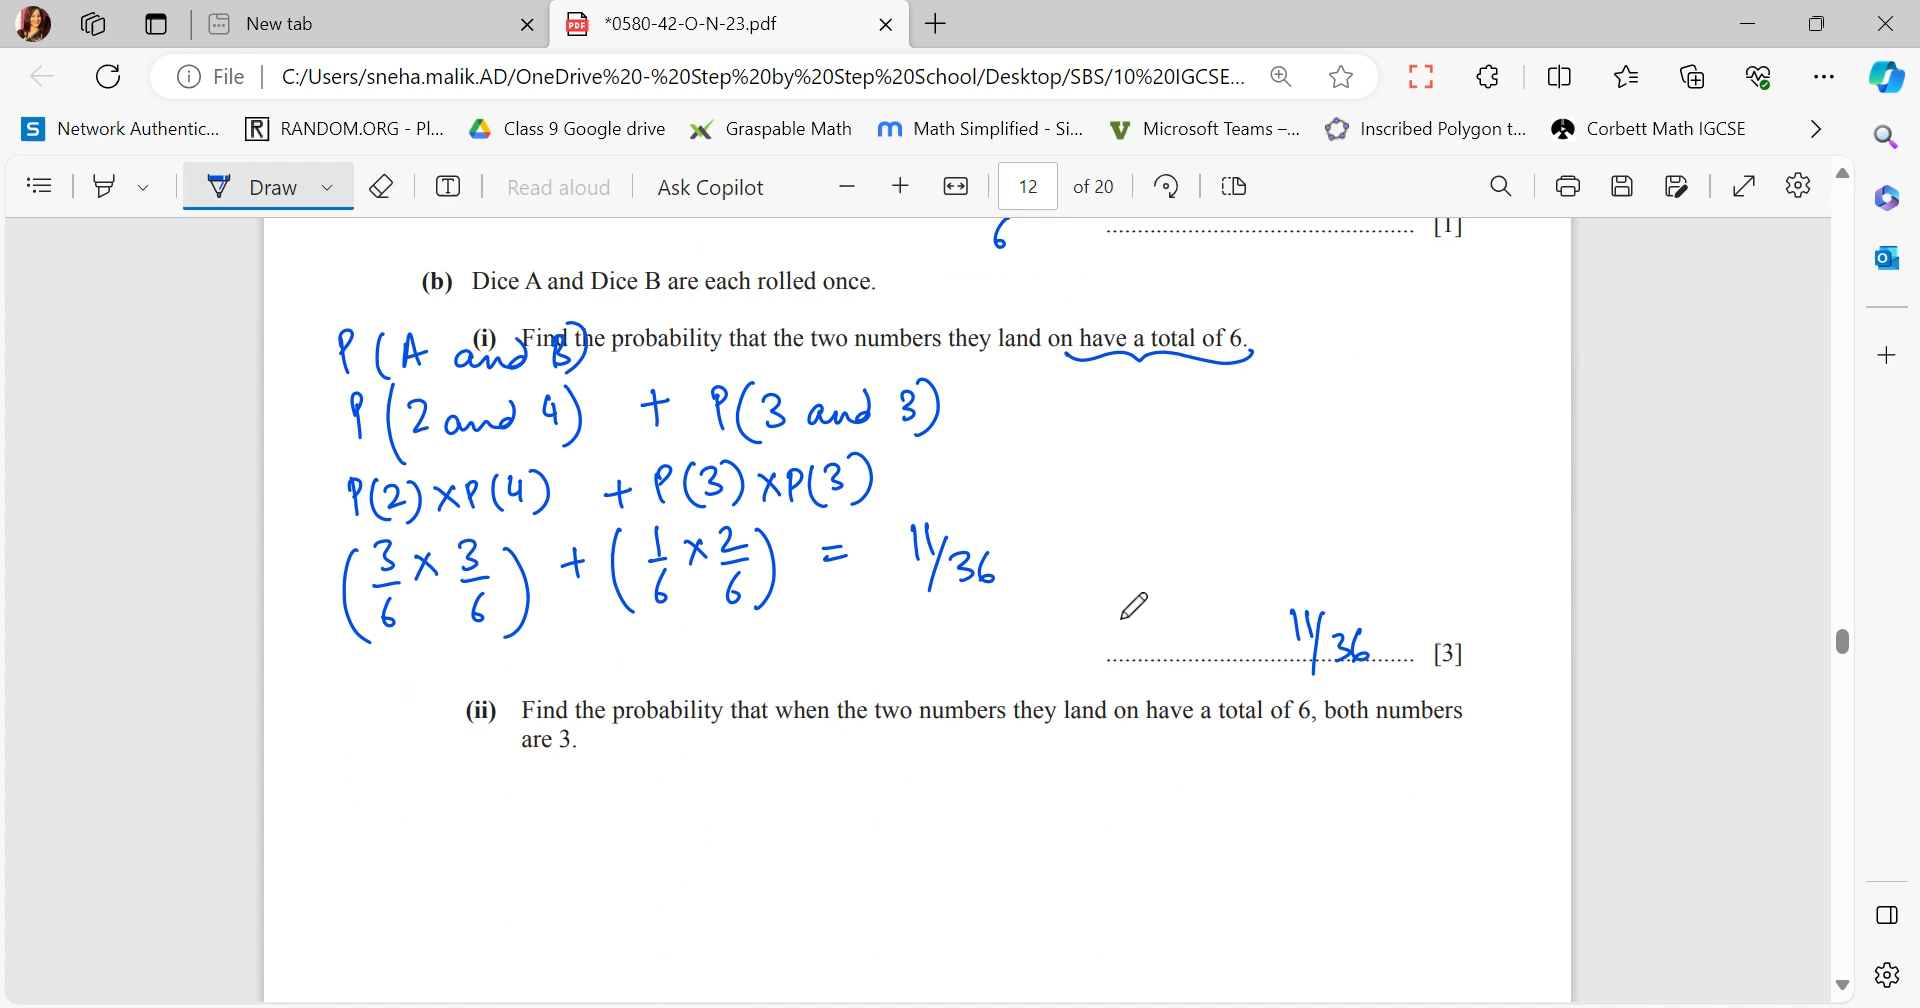 New tab
*0580-42-O-N-23.pdf
File
C:/Users/sneha.malik.AD/OneDrive%20-%20Step%20by%20Step%20School/Desktop/SBS/10%20IGCSE...
Network Authentic...
RANDOM.ORG - Pl...
Class 9 Google drive
Graspable Math
Math Simplified - Si...
Microsoft Teams –...
Inscribed Polygon t...
Corbett Math IGCSE
Draw
Read aloud
Ask Copilot
12 of 20
6 [1]
(b) Dice A and Dice B are each rolled once.
(i) Find the probability that the two numbers they land on have a total of 6.
P(A and B)
P(2 and 4) + P(3 and 3)
P(2)×P(4) + P(3)×P(3)
(3/6 × 3/6) + (1/6 × 2/6) = 11/36
11/36 [3]
(ii) Find the probability that when the two numbers they land on have a total of 6, both numbers
are 3.